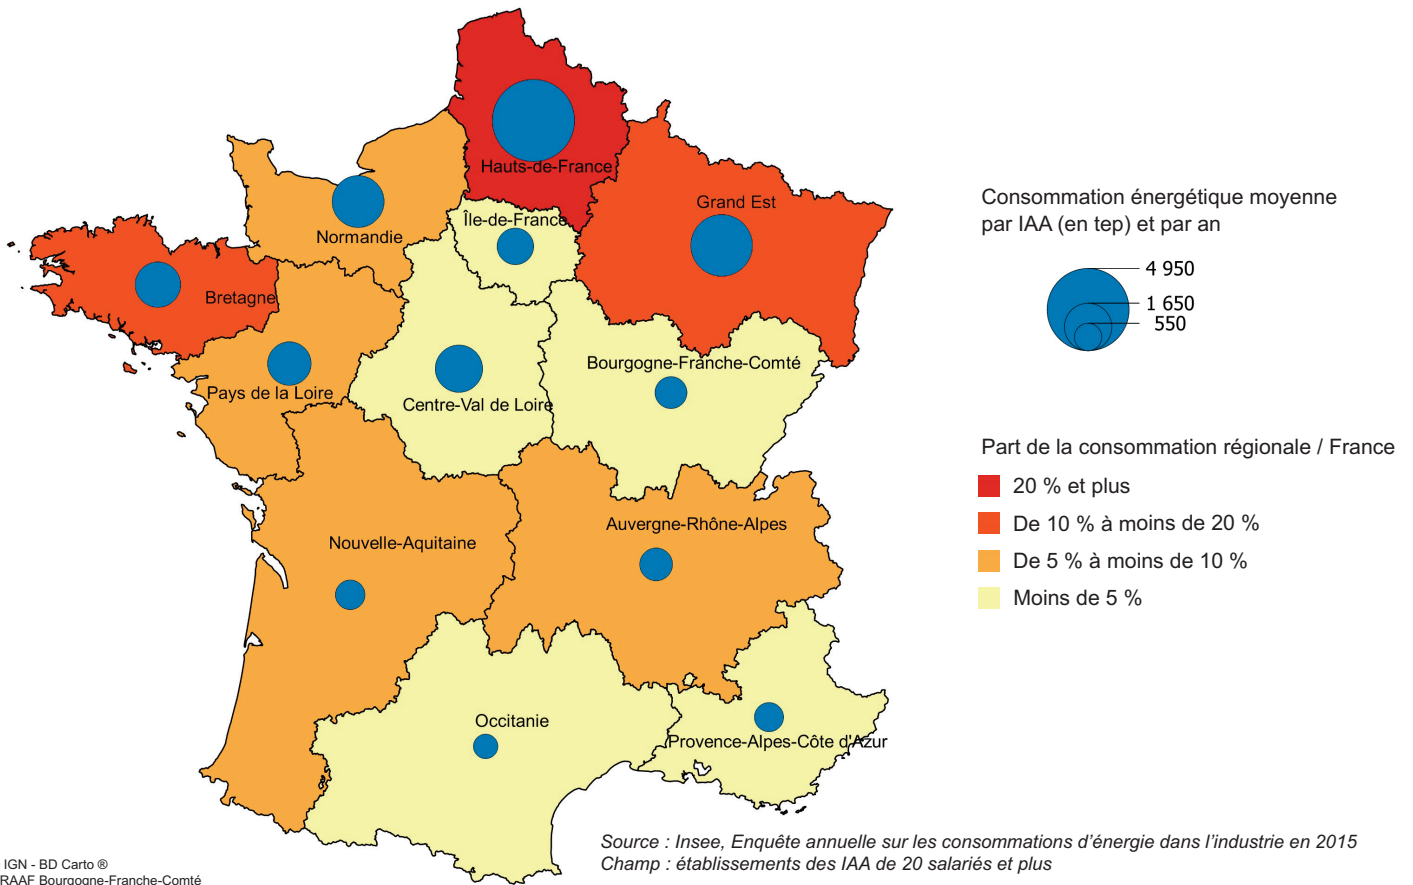 Hauts-de-France
Grand Est
Île-de-France
Normandie
Bretagne
Pays de la Loire
Centre-Val de Loire
Bourgogne-Franche-Comté
Auvergne-Rhône-Alpes
Nouvelle-Aquitaine
Occitanie
Provence-Alpes-Côte d'Azur
Consommation énergétique moyenne
par IAA (en tep) et par an
4 950
1 650
550
Part de la consommation régionale / France
20 % et plus
De 10 % à moins de 20 %
De 5 % à moins de 10 %
Moins de 5 %
Source : Insee, Enquête annuelle sur les consommations d’énergie dans l’industrie en 2015
Champ : établissements des IAA de 20 salariés et plus
IGN - BD Carto ®
RAAF Bourgogne-Franche-Comté